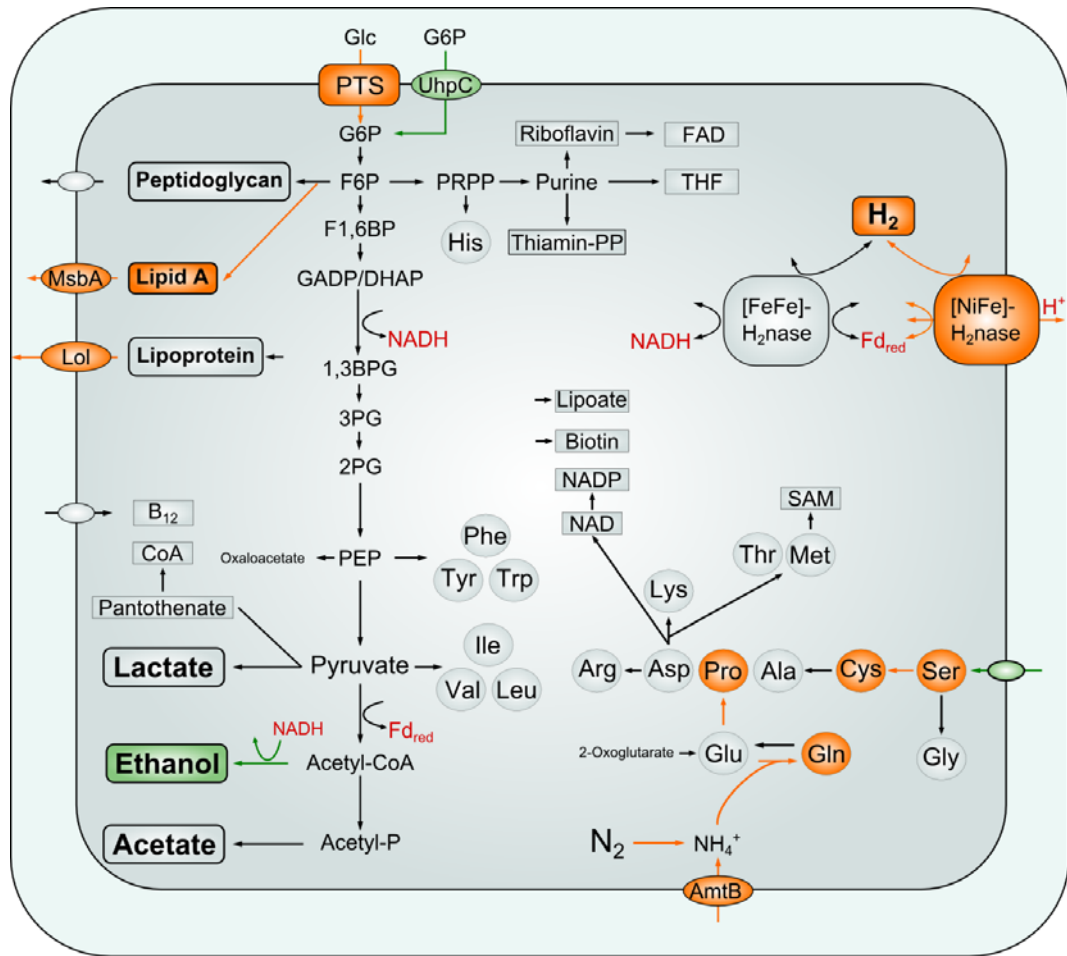 Glc G6P
PTS UhpC
G6P
Riboflavin FAD
Peptidoglycan F6P PRPP Purine THF
F1,6BP His Thiamin-PP
H₂
MsbA Lipid A GADP/DHAP
[FeFe]-
H₂nase
[NiFe]-
H₂nase
H⁺
NADH NADH Fd_red
Lol Lipoprotein
1,3BPG
Lipoate
3PG
Biotin
2PG NADP
SAM
B₁₂ NAD
Phe
CoA Oxaloacetate PEP Thr Met
Tyr Trp Lys
Pantothenate
Ile
Lactate Pyruvate Arg Asp Pro Ala Cys Ser
Val Leu
NADH Fd_red
2-Oxoglutarate Glu Gln Gly
Ethanol Acetyl-CoA
Acetate Acetyl-P N₂ NH₄⁺
AmtB